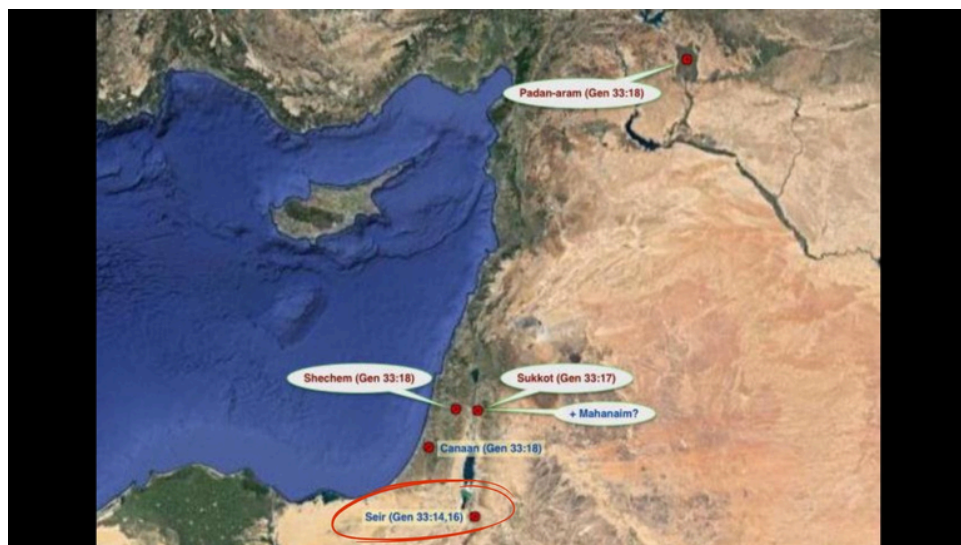 Padan-aram (Gen 33:18)
Shechem (Gen 33:18)
Sukkot (Gen 33:17)
+ Mahanaim?
Canaan (Gen 33:18)
Seir (Gen 33:14,16)